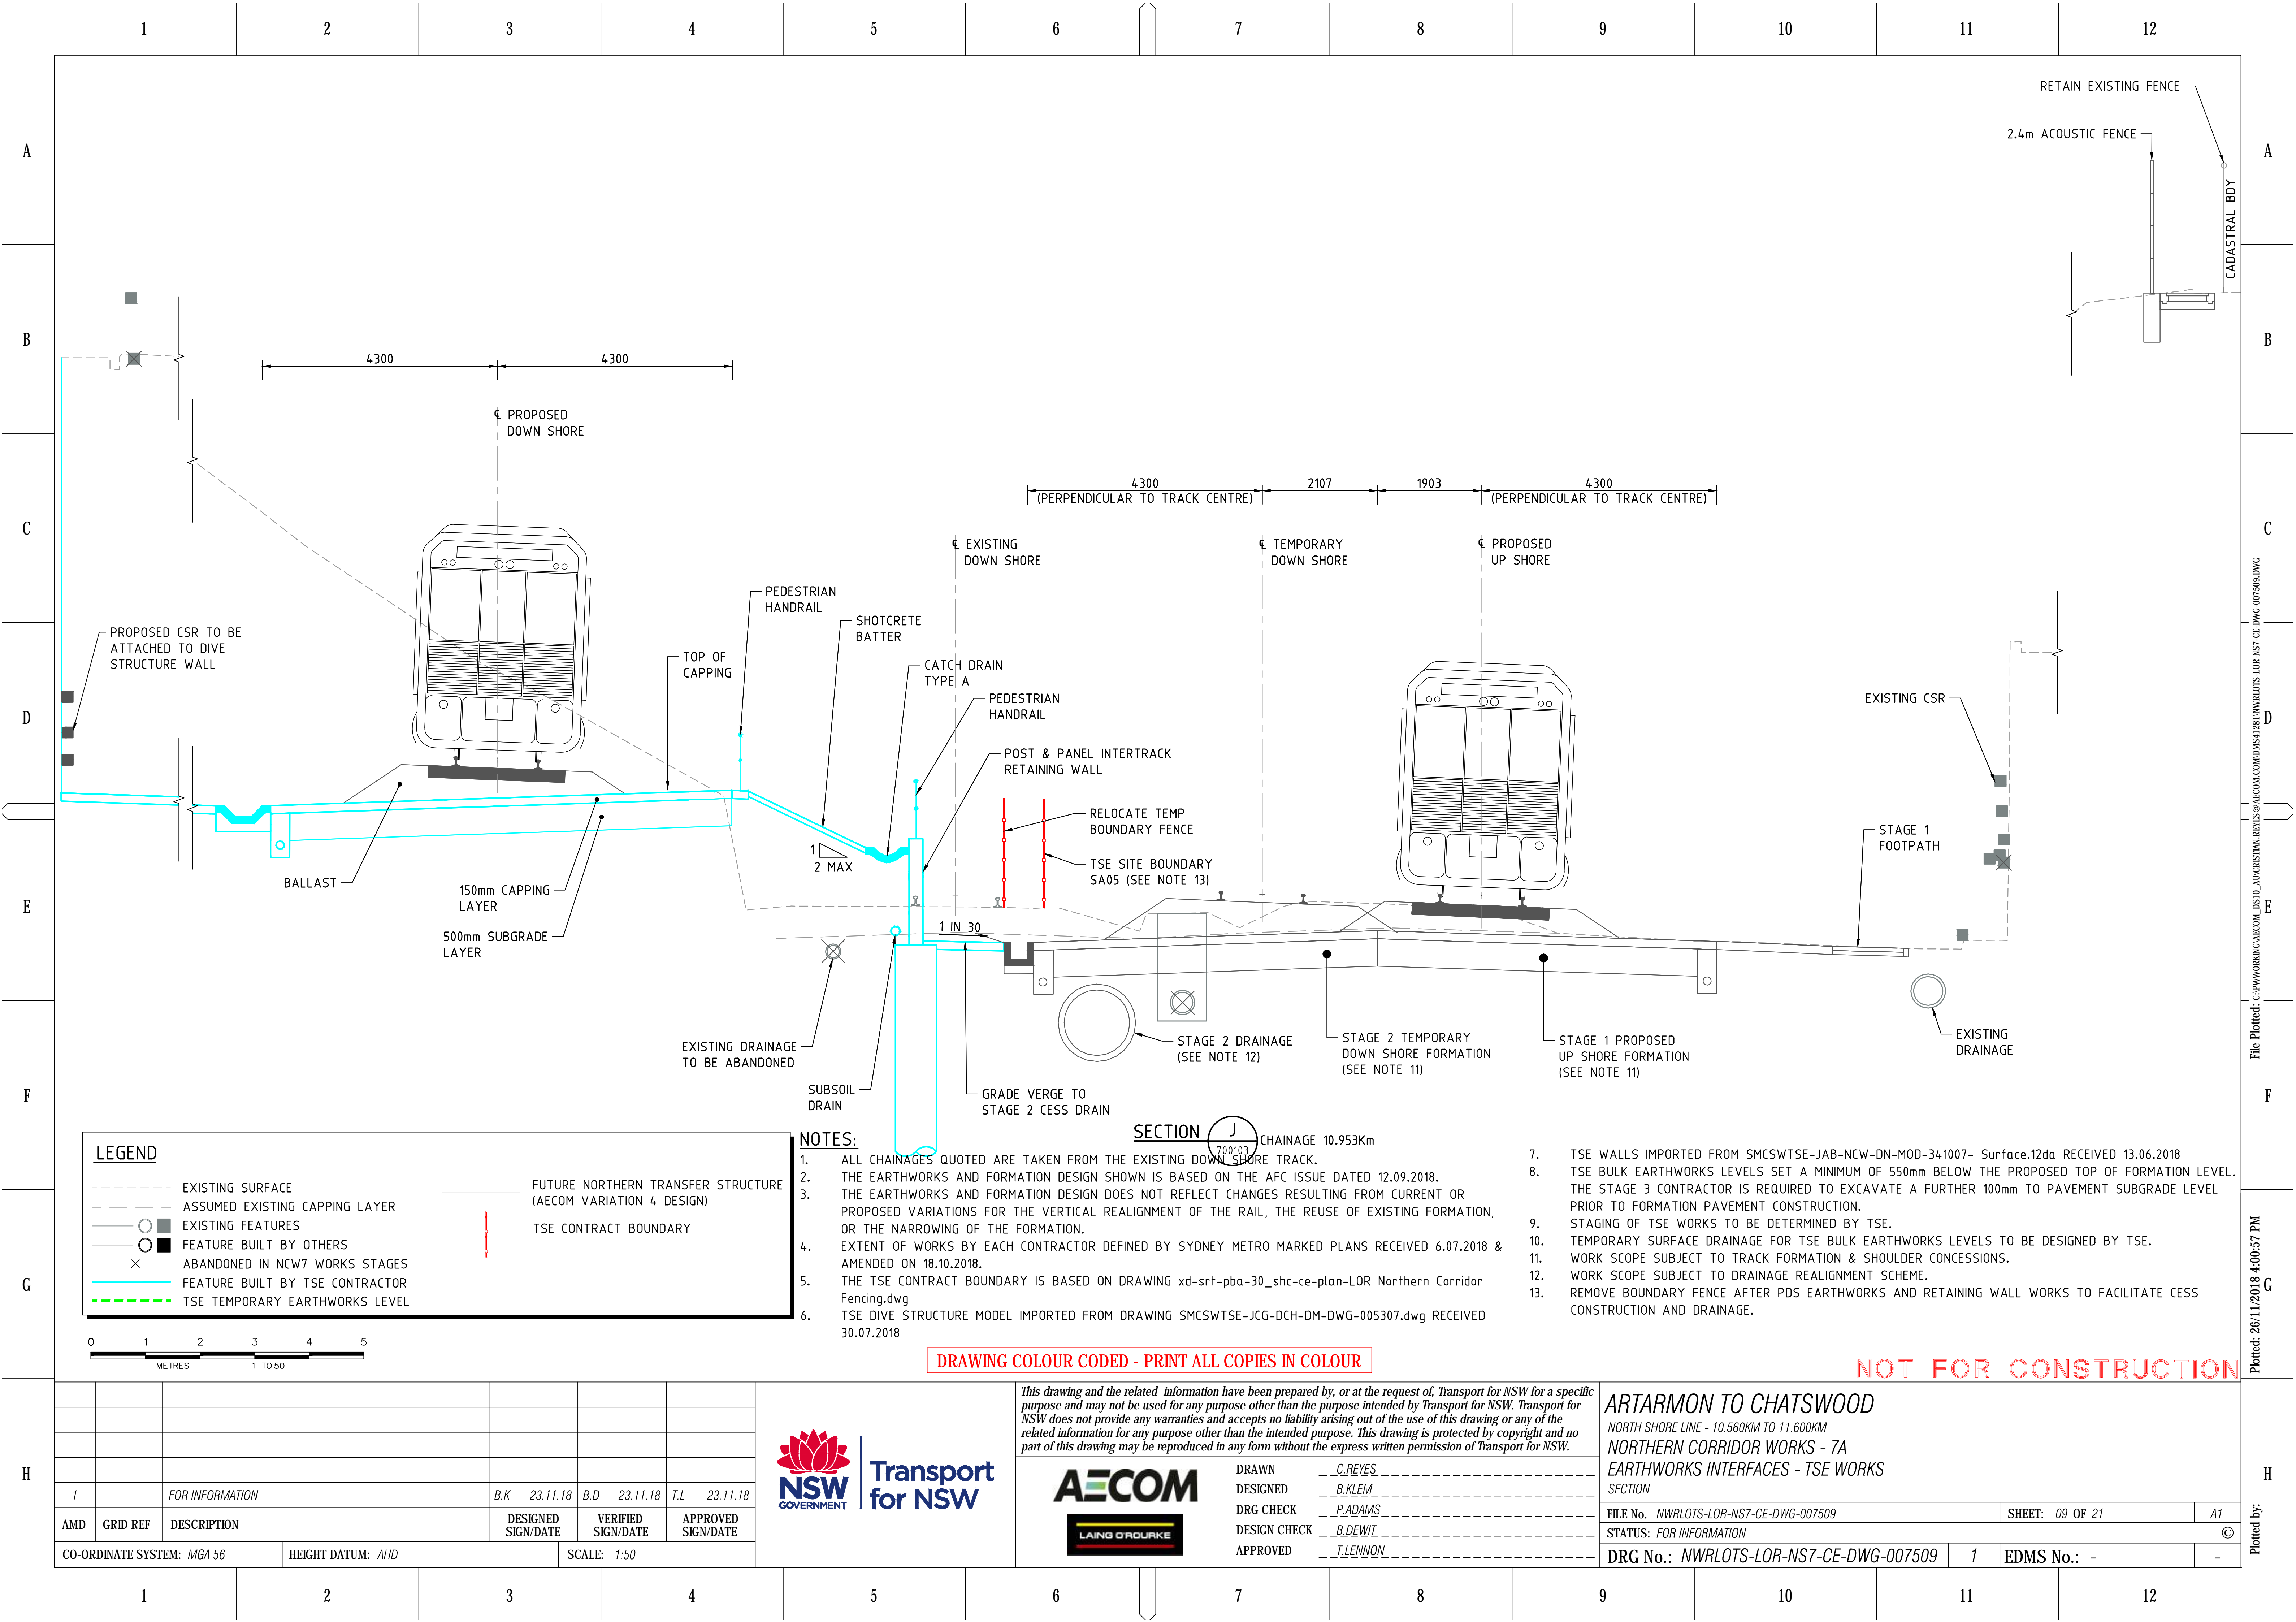 1 2 3 4 5 6 7 8 9 10 11 12
RETAIN EXISTING FENCE
2.4m ACOUSTIC FENCE
CADASTRAL BDY
A A
B B
C C
D D
E E
F F
G G
H H
4300 4300
℄ PROPOSED
DOWN SHORE
4300 2107 1903 4300
(PERPENDICULAR TO TRACK CENTRE) (PERPENDICULAR TO TRACK CENTRE)
℄ EXISTING
DOWN SHORE
℄ TEMPORARY
DOWN SHORE
℄ PROPOSED
UP SHORE
PEDESTRIAN
HANDRAIL
SHOTCRETE
BATTER
PROPOSED CSR TO BE
ATTACHED TO DIVE
STRUCTURE WALL
TOP OF
CAPPING
CATCH DRAIN
TYPE A
PEDESTRIAN
HANDRAIL
EXISTING CSR
POST & PANEL INTERTRACK
RETAINING WALL
RELOCATE TEMP
BOUNDARY FENCE
STAGE 1
FOOTPATH
1
2 MAX
TSE SITE BOUNDARY
SA05 (SEE NOTE 13)
BALLAST
150mm CAPPING
LAYER
500mm SUBGRADE
LAYER
1 IN 30
EXISTING DRAINAGE
TO BE ABANDONED
STAGE 2 DRAINAGE
(SEE NOTE 12)
STAGE 2 TEMPORARY
DOWN SHORE FORMATION
(SEE NOTE 11)
STAGE 1 PROPOSED
UP SHORE FORMATION
(SEE NOTE 11)
EXISTING
DRAINAGE
SUBSOIL
DRAIN
GRADE VERGE TO
STAGE 2 CESS DRAIN
SECTION J 700103 CHAINAGE 10.953Km
LEGEND
EXISTING SURFACE
ASSUMED EXISTING CAPPING LAYER
EXISTING FEATURES
FEATURE BUILT BY OTHERS
ABANDONED IN NCW7 WORKS STAGES
FEATURE BUILT BY TSE CONTRACTOR
TSE TEMPORARY EARTHWORKS LEVEL
FUTURE NORTHERN TRANSFER STRUCTURE
(AECOM VARIATION 4 DESIGN)
TSE CONTRACT BOUNDARY
0 1 2 3 4 5
METRES 1 TO 50
NOTES:
1. ALL CHAINAGES QUOTED ARE TAKEN FROM THE EXISTING DOWN SHORE TRACK.
2. THE EARTHWORKS AND FORMATION DESIGN SHOWN IS BASED ON THE AFC ISSUE DATED 12.09.2018.
3. THE EARTHWORKS AND FORMATION DESIGN DOES NOT REFLECT CHANGES RESULTING FROM CURRENT OR
PROPOSED VARIATIONS FOR THE VERTICAL REALIGNMENT OF THE RAIL, THE REUSE OF EXISTING FORMATION,
OR THE NARROWING OF THE FORMATION.
4. EXTENT OF WORKS BY EACH CONTRACTOR DEFINED BY SYDNEY METRO MARKED PLANS RECEIVED 6.07.2018 &
AMENDED ON 18.10.2018.
5. THE TSE CONTRACT BOUNDARY IS BASED ON DRAWING xd-srt-pba-30_shc-ce-plan-LOR Northern Corridor
Fencing.dwg
6. TSE DIVE STRUCTURE MODEL IMPORTED FROM DRAWING SMCSWTSE-JCG-DCH-DM-DWG-005307.dwg RECEIVED
30.07.2018
7. TSE WALLS IMPORTED FROM SMCSWTSE-JAB-NCW-DN-MOD-341007- Surface.12da RECEIVED 13.06.2018
8. TSE BULK EARTHWORKS LEVELS SET A MINIMUM OF 550mm BELOW THE PROPOSED TOP OF FORMATION LEVEL.
THE STAGE 3 CONTRACTOR IS REQUIRED TO EXCAVATE A FURTHER 100mm TO PAVEMENT SUBGRADE LEVEL
PRIOR TO FORMATION PAVEMENT CONSTRUCTION.
9. STAGING OF TSE WORKS TO BE DETERMINED BY TSE.
10. TEMPORARY SURFACE DRAINAGE FOR TSE BULK EARTHWORKS LEVELS TO BE DESIGNED BY TSE.
11. WORK SCOPE SUBJECT TO TRACK FORMATION & SHOULDER CONCESSIONS.
12. WORK SCOPE SUBJECT TO DRAINAGE REALIGNMENT SCHEME.
13. REMOVE BOUNDARY FENCE AFTER PDS EARTHWORKS AND RETAINING WALL WORKS TO FACILITATE CESS
CONSTRUCTION AND DRAINAGE.
DRAWING COLOUR CODED - PRINT ALL COPIES IN COLOUR
NOT FOR CONSTRUCTION
File Plotted: C:\PWORKING\AECOM_DS10_AU\CRISTIAN.REYES@AECOM.COM\DMS41281\NWRLOTS-LOR-NS7-CE-DWG-007509.DWG
Plotted: 26/11/2018 4:00:57 PM
Plotted by:
1 FOR INFORMATION B.K 23.11.18 B.D 23.11.18 T.L 23.11.18
AMD GRID REF DESCRIPTION DESIGNED SIGN/DATE VERIFIED SIGN/DATE APPROVED SIGN/DATE
CO-ORDINATE SYSTEM: MGA 56 HEIGHT DATUM: AHD SCALE: 1:50
NSW
GOVERNMENT
Transport
for NSW
This drawing and the related information have been prepared by, or at the request of, Transport for NSW for a specific
purpose and may not be used for any purpose other than the purpose intended by Transport for NSW. Transport for
NSW does not provide any warranties and accepts no liability arising out of the use of this drawing or any of the
related information for any purpose other than the intended purpose. This drawing is protected by copyright and no
part of this drawing may be reproduced in any form without the express written permission of Transport for NSW.
AECOM
LAING O'ROURKE
DRAWN C.REYES
DESIGNED B.KLEM
DRG CHECK P.ADAMS
DESIGN CHECK B.DEWIT
APPROVED T.LENNON
ARTARMON TO CHATSWOOD
NORTH SHORE LINE - 10.560KM TO 11.600KM
NORTHERN CORRIDOR WORKS - 7A
EARTHWORKS INTERFACES - TSE WORKS
SECTION
FILE No. NWRLOTS-LOR-NS7-CE-DWG-007509 SHEET: 09 OF 21 A1
STATUS: FOR INFORMATION ©
DRG No.: NWRLOTS-LOR-NS7-CE-DWG-007509 1 EDMS No.: - -
1 2 3 4 5 6 7 8 9 10 11 12